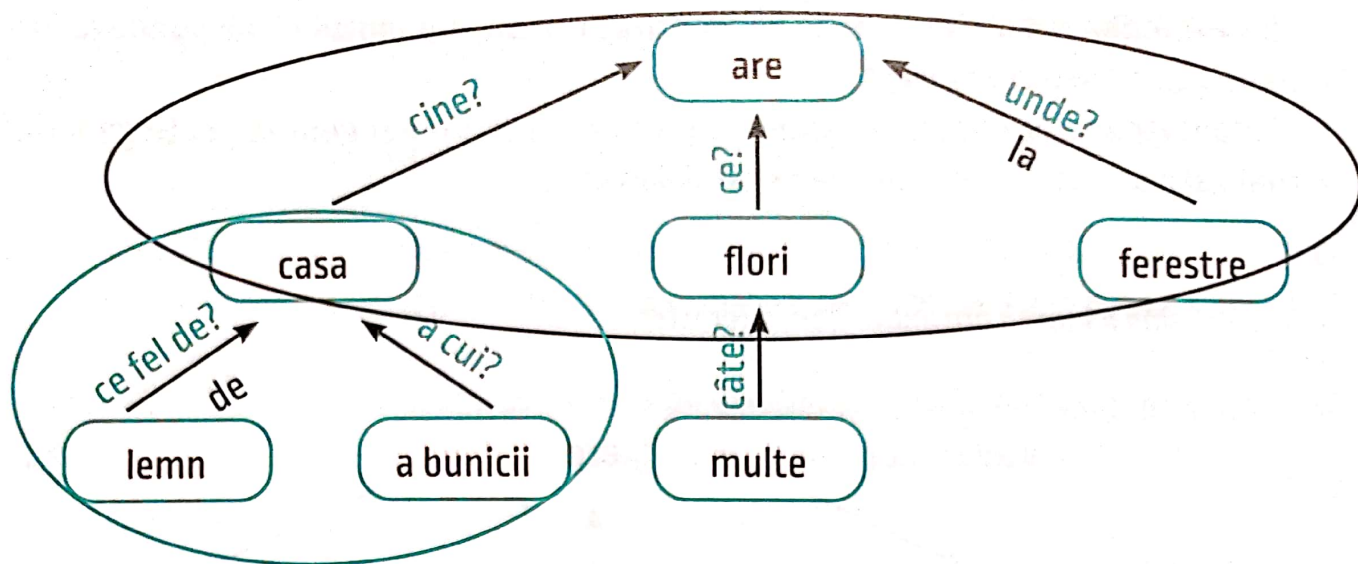 are
cine?
unde?
la
ce?
casa
flori
ferestre
ce fel de?
de
a cui?
câte?
lemn
a bunicii
multe